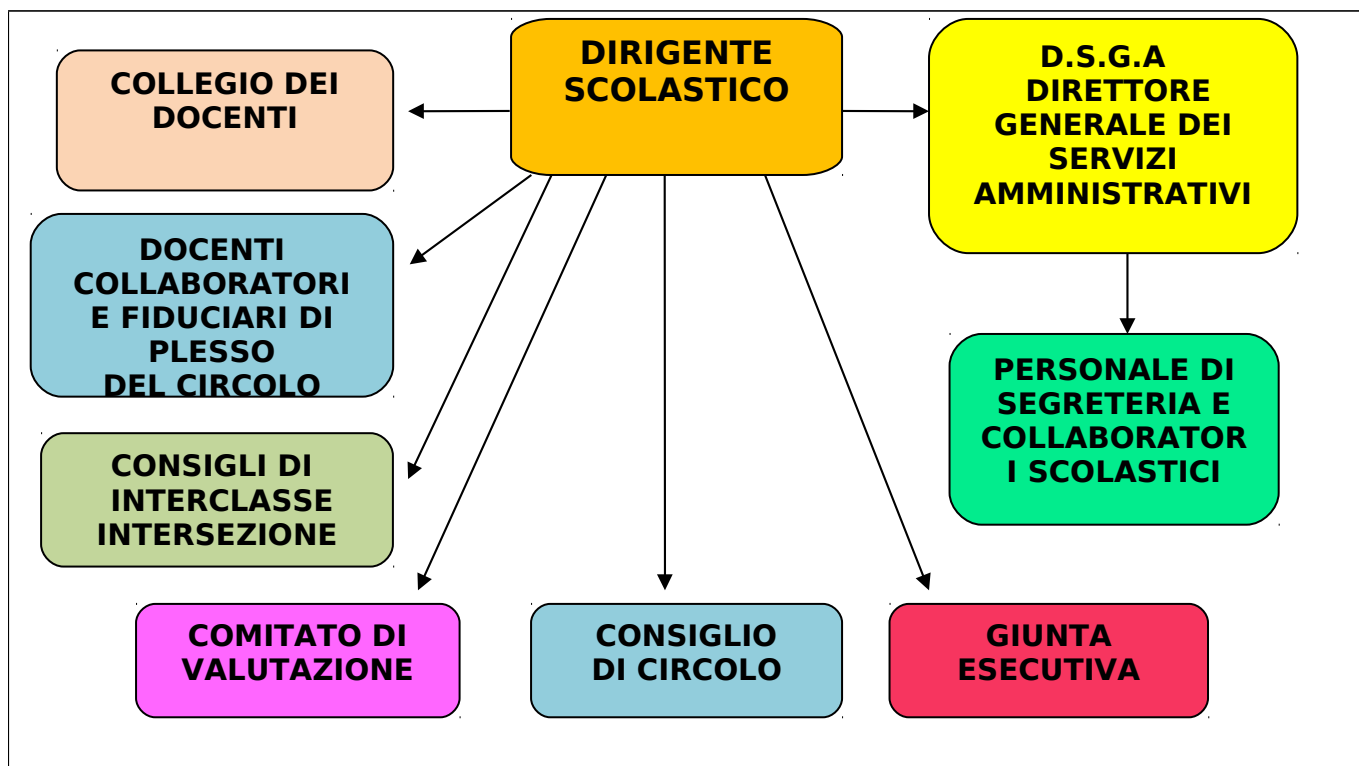 DIRIGENTE
SCOLASTICO
COLLEGIO DEI
DOCENTI
D.S.G.A
DIRETTORE
GENERALE DEI
SERVIZI
AMMINISTRATIVI
DOCENTI
COLLABORATORI
E FIDUCIARI DI
PLESSO
DEL CIRCOLO
PERSONALE DI
SEGRETERIA E
COLLABORATOR
I SCOLASTICI
CONSIGLI DI
INTERCLASSE
INTERSEZIONE
COMITATO DI
VALUTAZIONE
CONSIGLIO
DI CIRCOLO
GIUNTA
ESECUTIVA